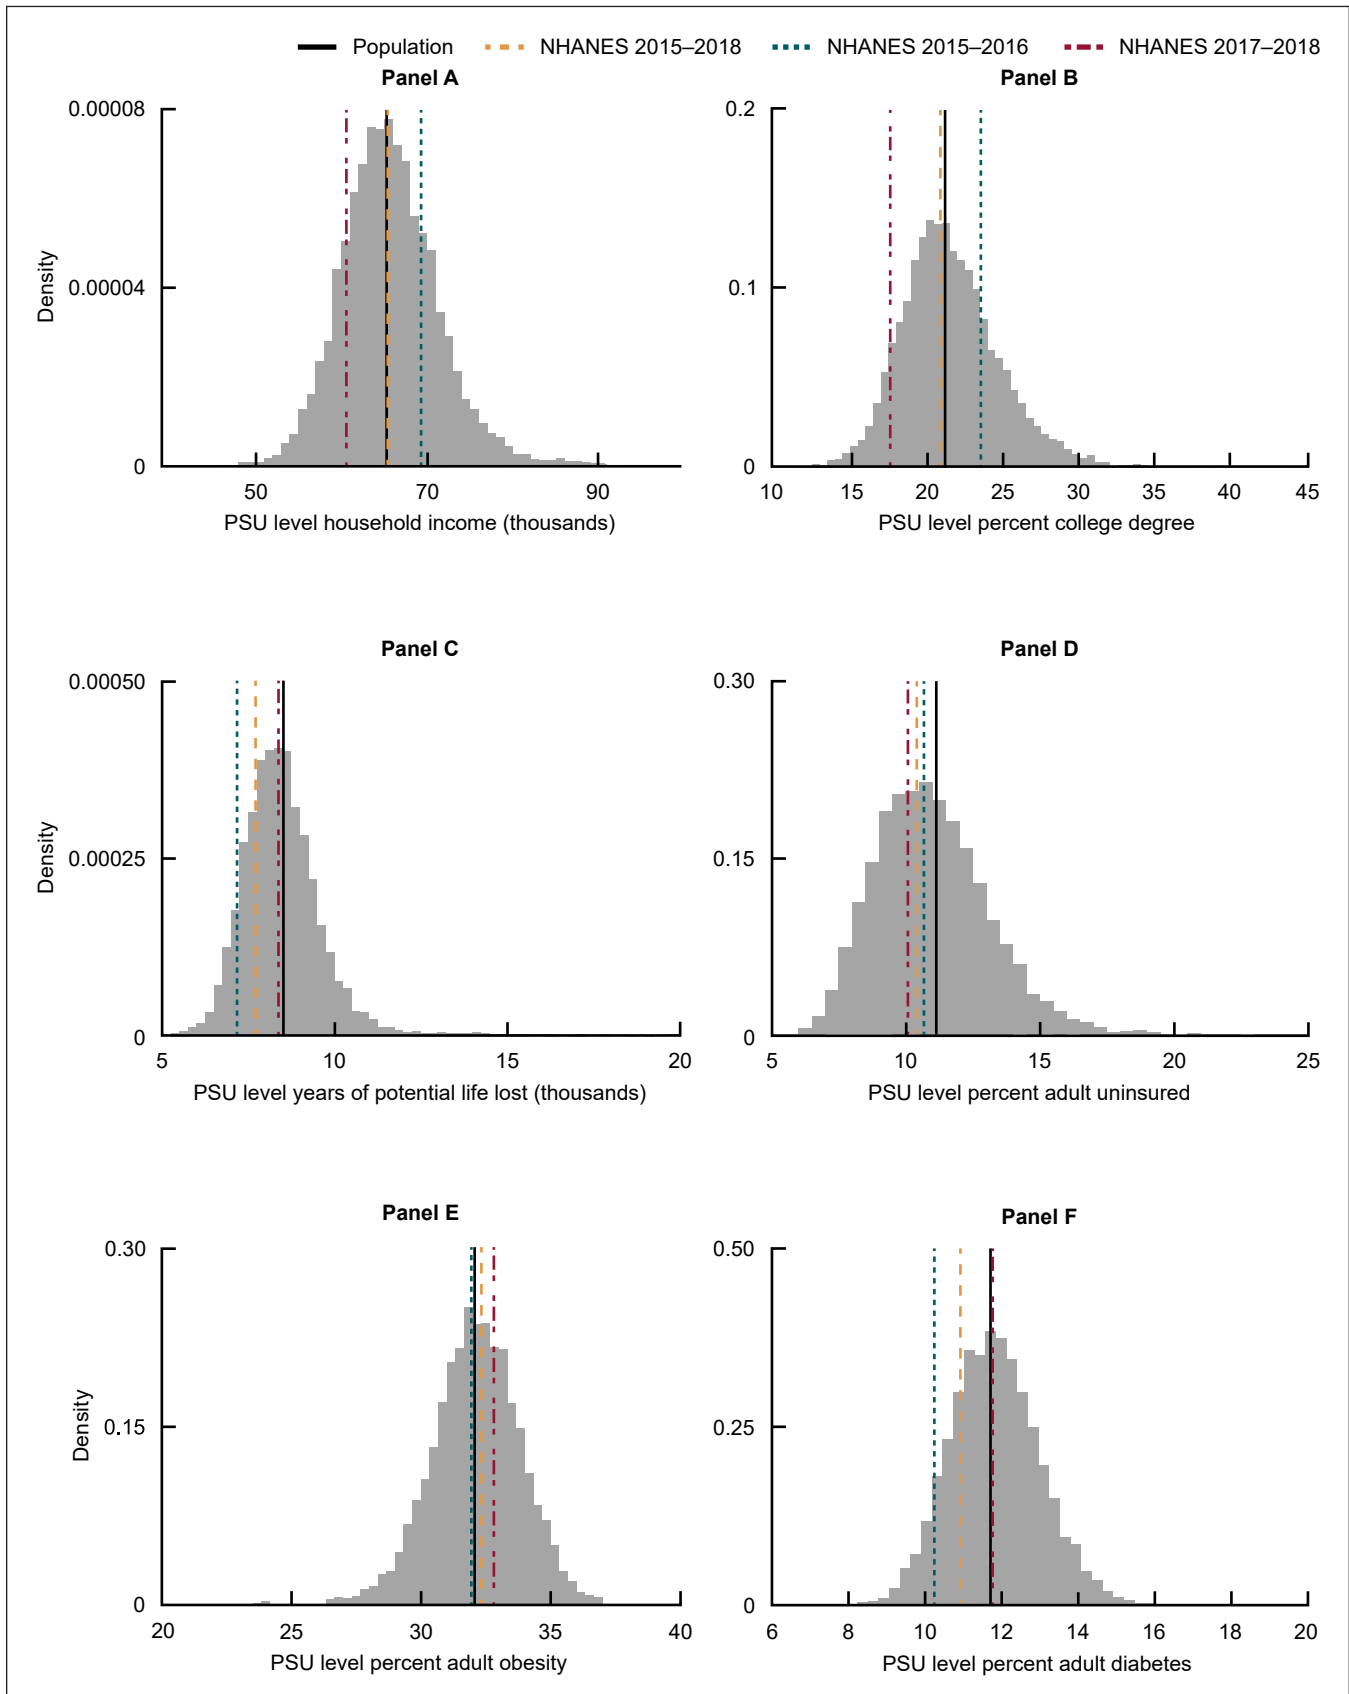 Population NHANES 2015–2018 NHANES 2015–2016 NHANES 2017–2018
Panel A
0.00008
0.00004
0
Density
50 70 90
PSU level household income (thousands)
Panel B
0.2
0.1
0
10 15 20 25 30 35 40 45
PSU level percent college degree
Panel C
0.00050
0.00025
0
Density
5 10 15 20
PSU level years of potential life lost (thousands)
Panel D
0.30
0.15
0
5 10 15 20 25
PSU level percent adult uninsured
Panel E
0.30
0.15
0
Density
20 25 30 35 40
PSU level percent adult obesity
Panel F
0.50
0.25
0
6 8 10 12 14 16 18 20
PSU level percent adult diabetes